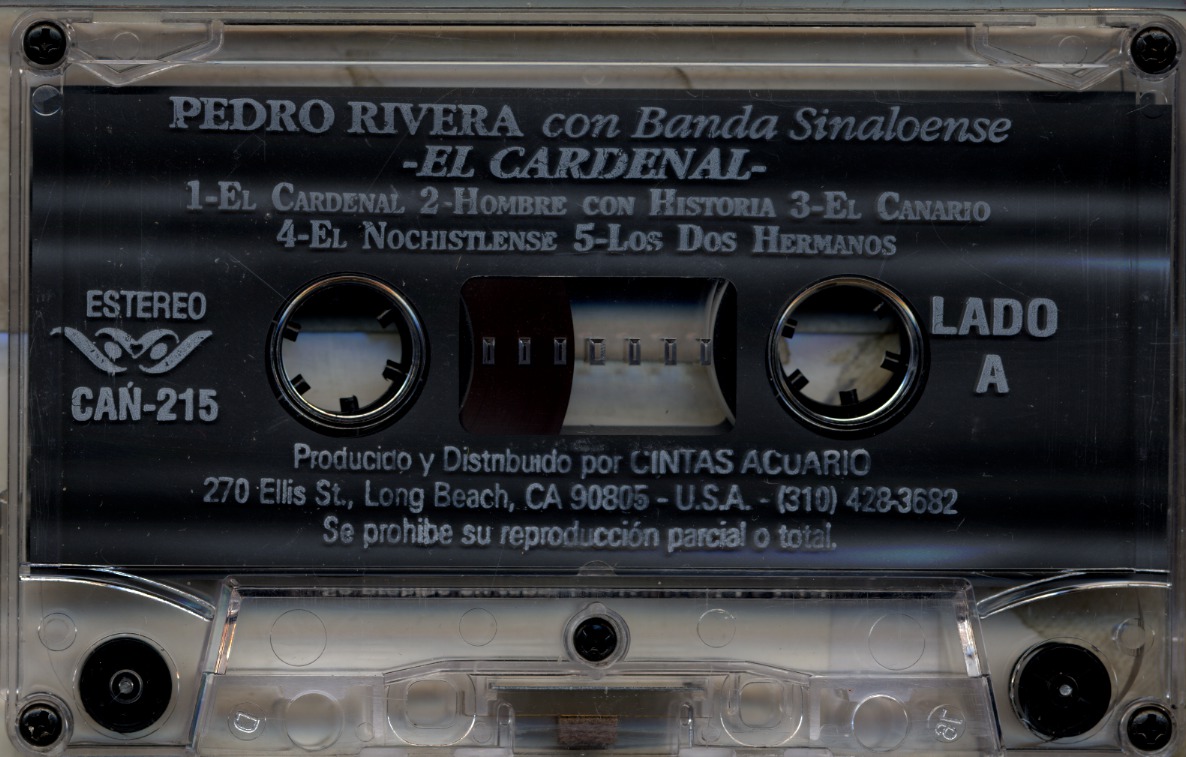 PEDRO RIVERA con Banda Sinaloense
-EL CARDENAL-
1-EL CARDENAL 2-HOMBRE CON HISTORIA 3-EL CANARIO
4-EL NOCHISTLENSE 5-LOS DOS HERMANOS
ESTEREO
CAŃ-215
LADO
A
Producido y Distribuido por CINTAS ACUARIO
270 Ellis St., Long Beach, CA 90805 - U.S.A. - (310) 428-3682
Se prohibe su reproducción parcial o total.